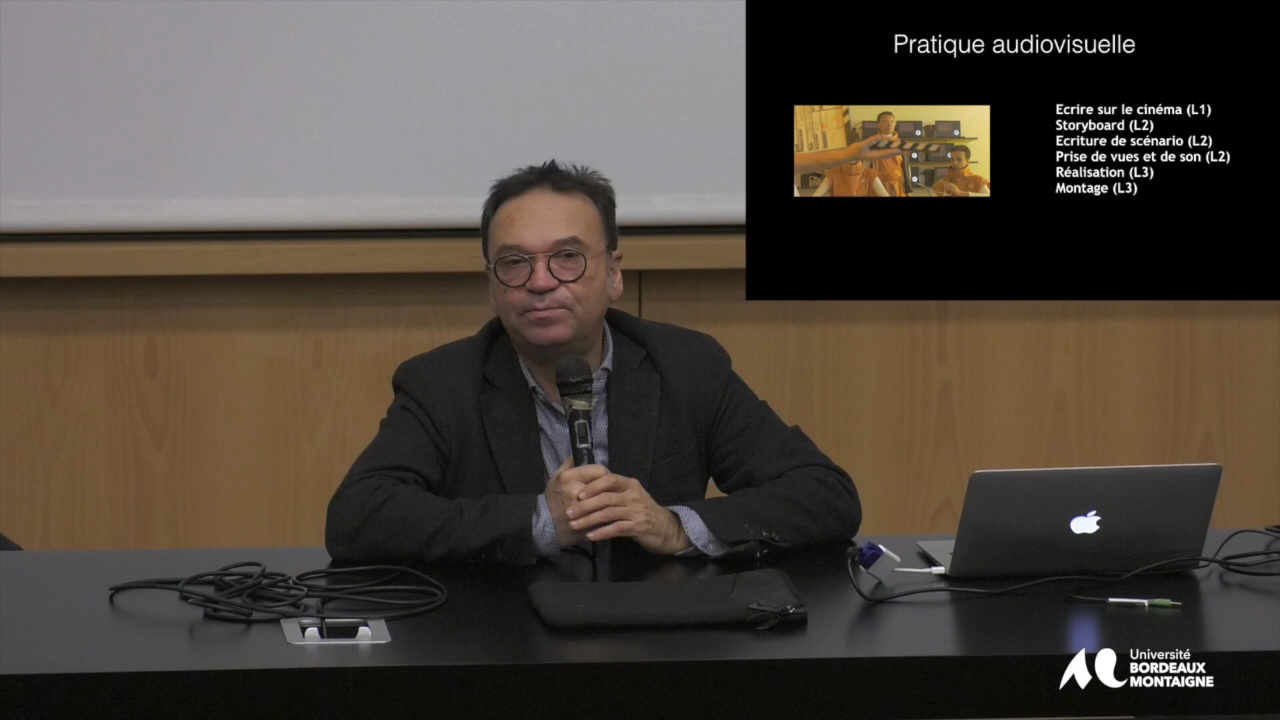 Pratique audiovisuelle
Ecrire sur le cinéma (L1)
Storyboard (L2)
Ecriture de scénario (L2)
Prise de vues et de son (L2)
Réalisation (L3)
Montage (L3)
Université
BORDEAUX
MONTAIGNE